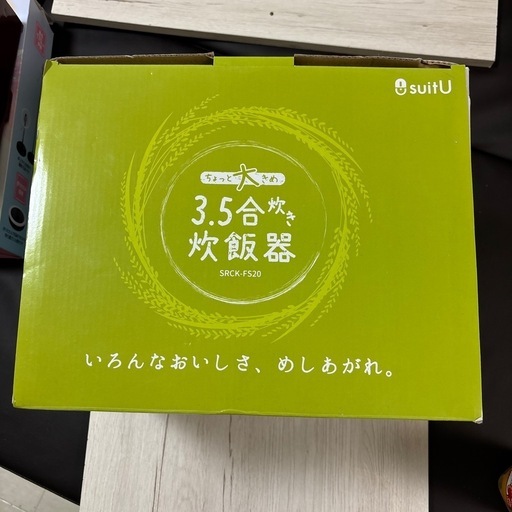 suitU
ちょっと大きめ
3.5合炊き
炊飯器
SRCK-FS20
いろんなおいしさ、めしあがれ。